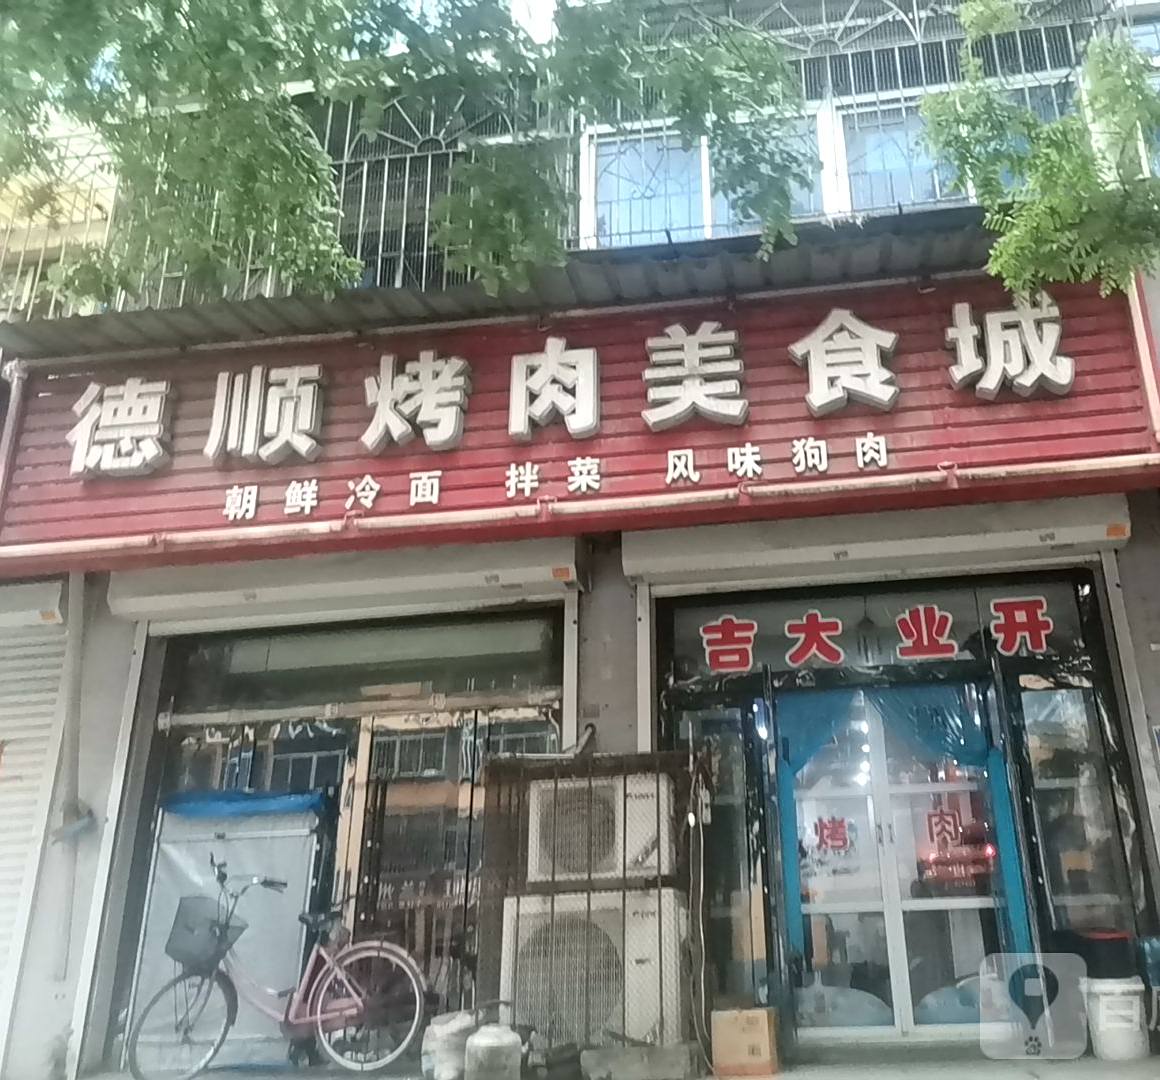 德顺烤肉美食城
朝鲜冷面 拌菜 风味狗肉
吉大业开
烤肉